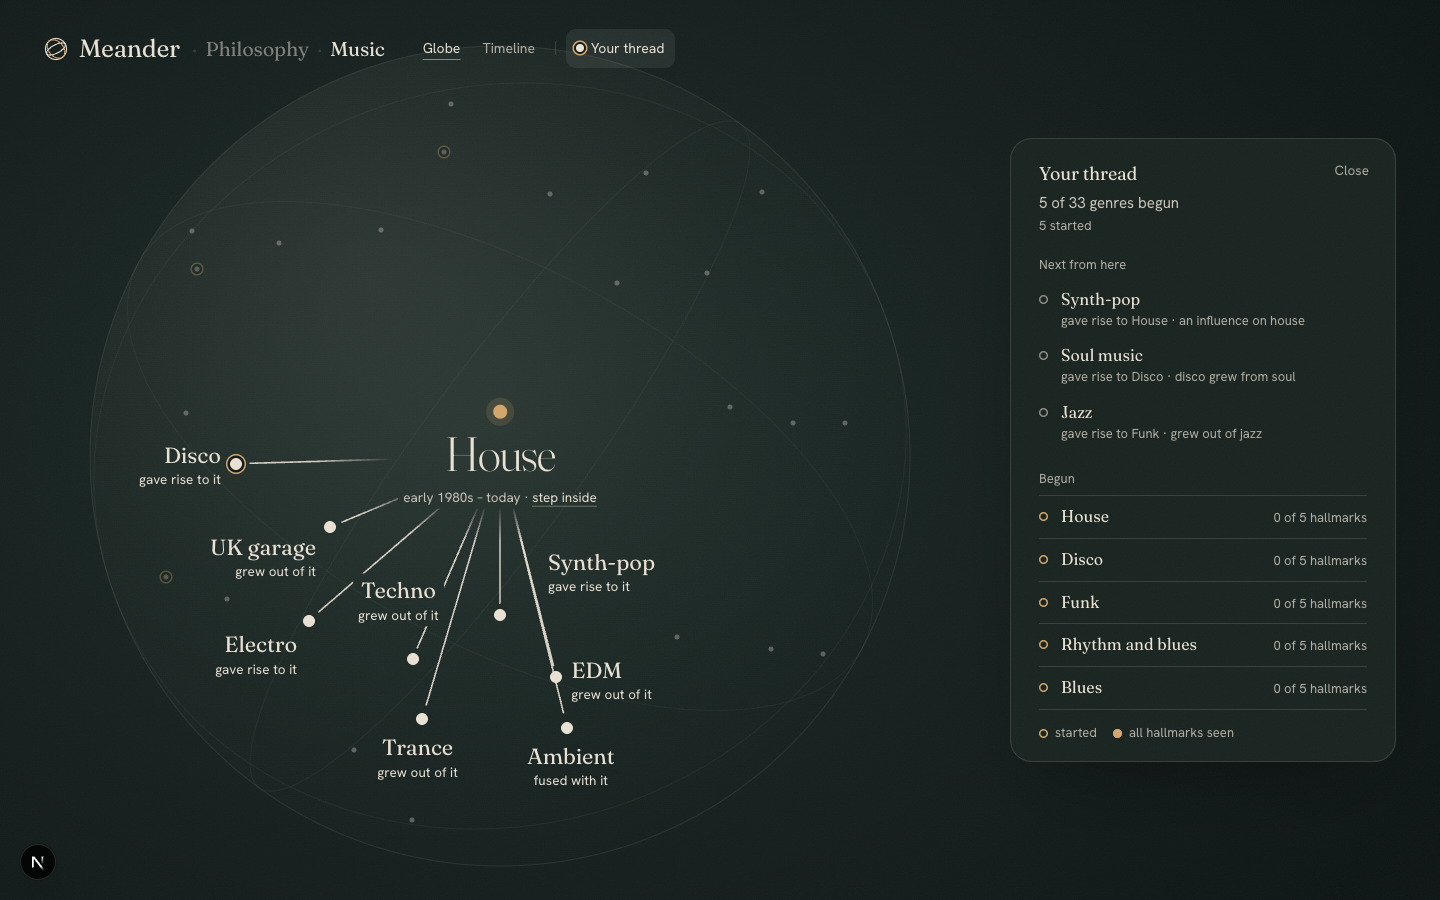 Meander · Philosophy · Music
Globe
Timeline
Your thread
House
early 1980s – today · step inside
Disco
gave rise to it
UK garage
grew out of it
Techno
grew out of it
Synth-pop
gave rise to it
Electro
gave rise to it
EDM
grew out of it
Trance
grew out of it
Ambient
fused with it
N
Your thread
Close
5 of 33 genres begun
5 started
Next from here
Synth-pop
gave rise to House · an influence on house
Soul music
gave rise to Disco · disco grew from soul
Jazz
gave rise to Funk · grew out of jazz
Begun
House 0 of 5 hallmarks
Disco 0 of 5 hallmarks
Funk 0 of 5 hallmarks
Rhythm and blues 0 of 5 hallmarks
Blues 0 of 5 hallmarks
started
all hallmarks seen